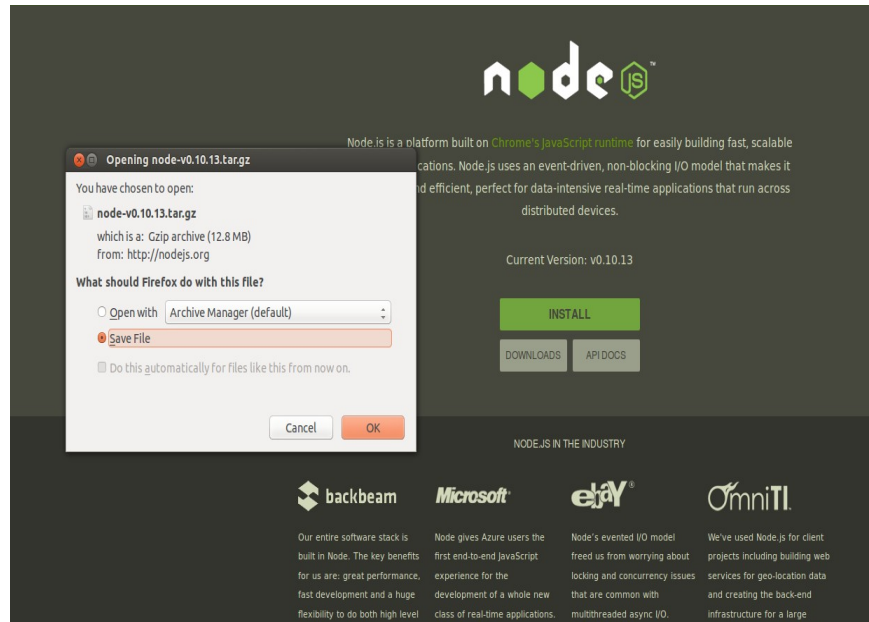 node JS TM
Node.js is a platform built on Chrome's JavaScript runtime for easily building fast, scalable
cations. Node.js uses an event-driven, non-blocking I/O model that makes it
d efficient, perfect for data-intensive real-time applications that run across
distributed devices.
Current Version: v0.10.13
INSTALL
DOWNLOADS API DOCS
Opening node-v0.10.13.tar.gz
You have chosen to open:
node-v0.10.13.tar.gz
which is a: Gzip archive (12.8 MB)
from: http://nodejs.org
What should Firefox do with this file?
Open with Archive Manager (default)
Save File
Do this automatically for files like this from now on.
Cancel OK
NODE.JS IN THE INDUSTRY
backbeam
Our entire software stack is
built in Node. The key benefits
for us are: great performance,
fast development and a huge
flexibility to do both high level
Microsoft
Node gives Azure users the
first end-to-end JavaScript
experience for the
development of a whole new
class of real-time applications.
ebaY
Node's evented I/O model
freed us from worrying about
locking and concurrency issues
that are common with
multithreaded async I/O.
OmniTI
We've used Node.js for client
projects including building web
services for geo-location data
and creating the back-end
infrastructure for a large